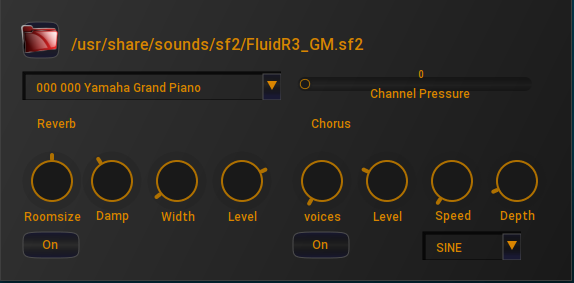 /usr/share/sounds/sf2/FluidR3_GM.sf2
000 000 Yamaha Grand Piano
0
Channel Pressure
Reverb
Chorus
Roomsize Damp Width Level
voices Level Speed Depth
On
On
SINE